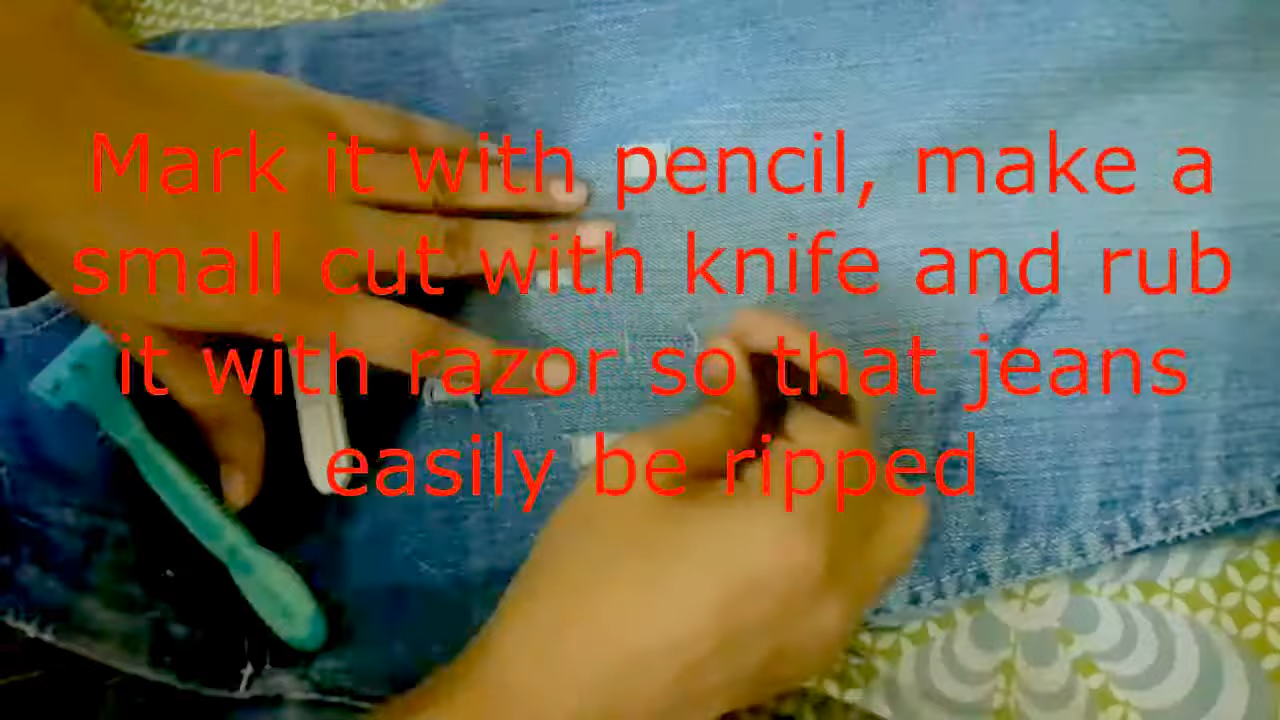 Mark it with pencil, make a
small cut with knife and rub
it with razor so that jeans
easily be ripped